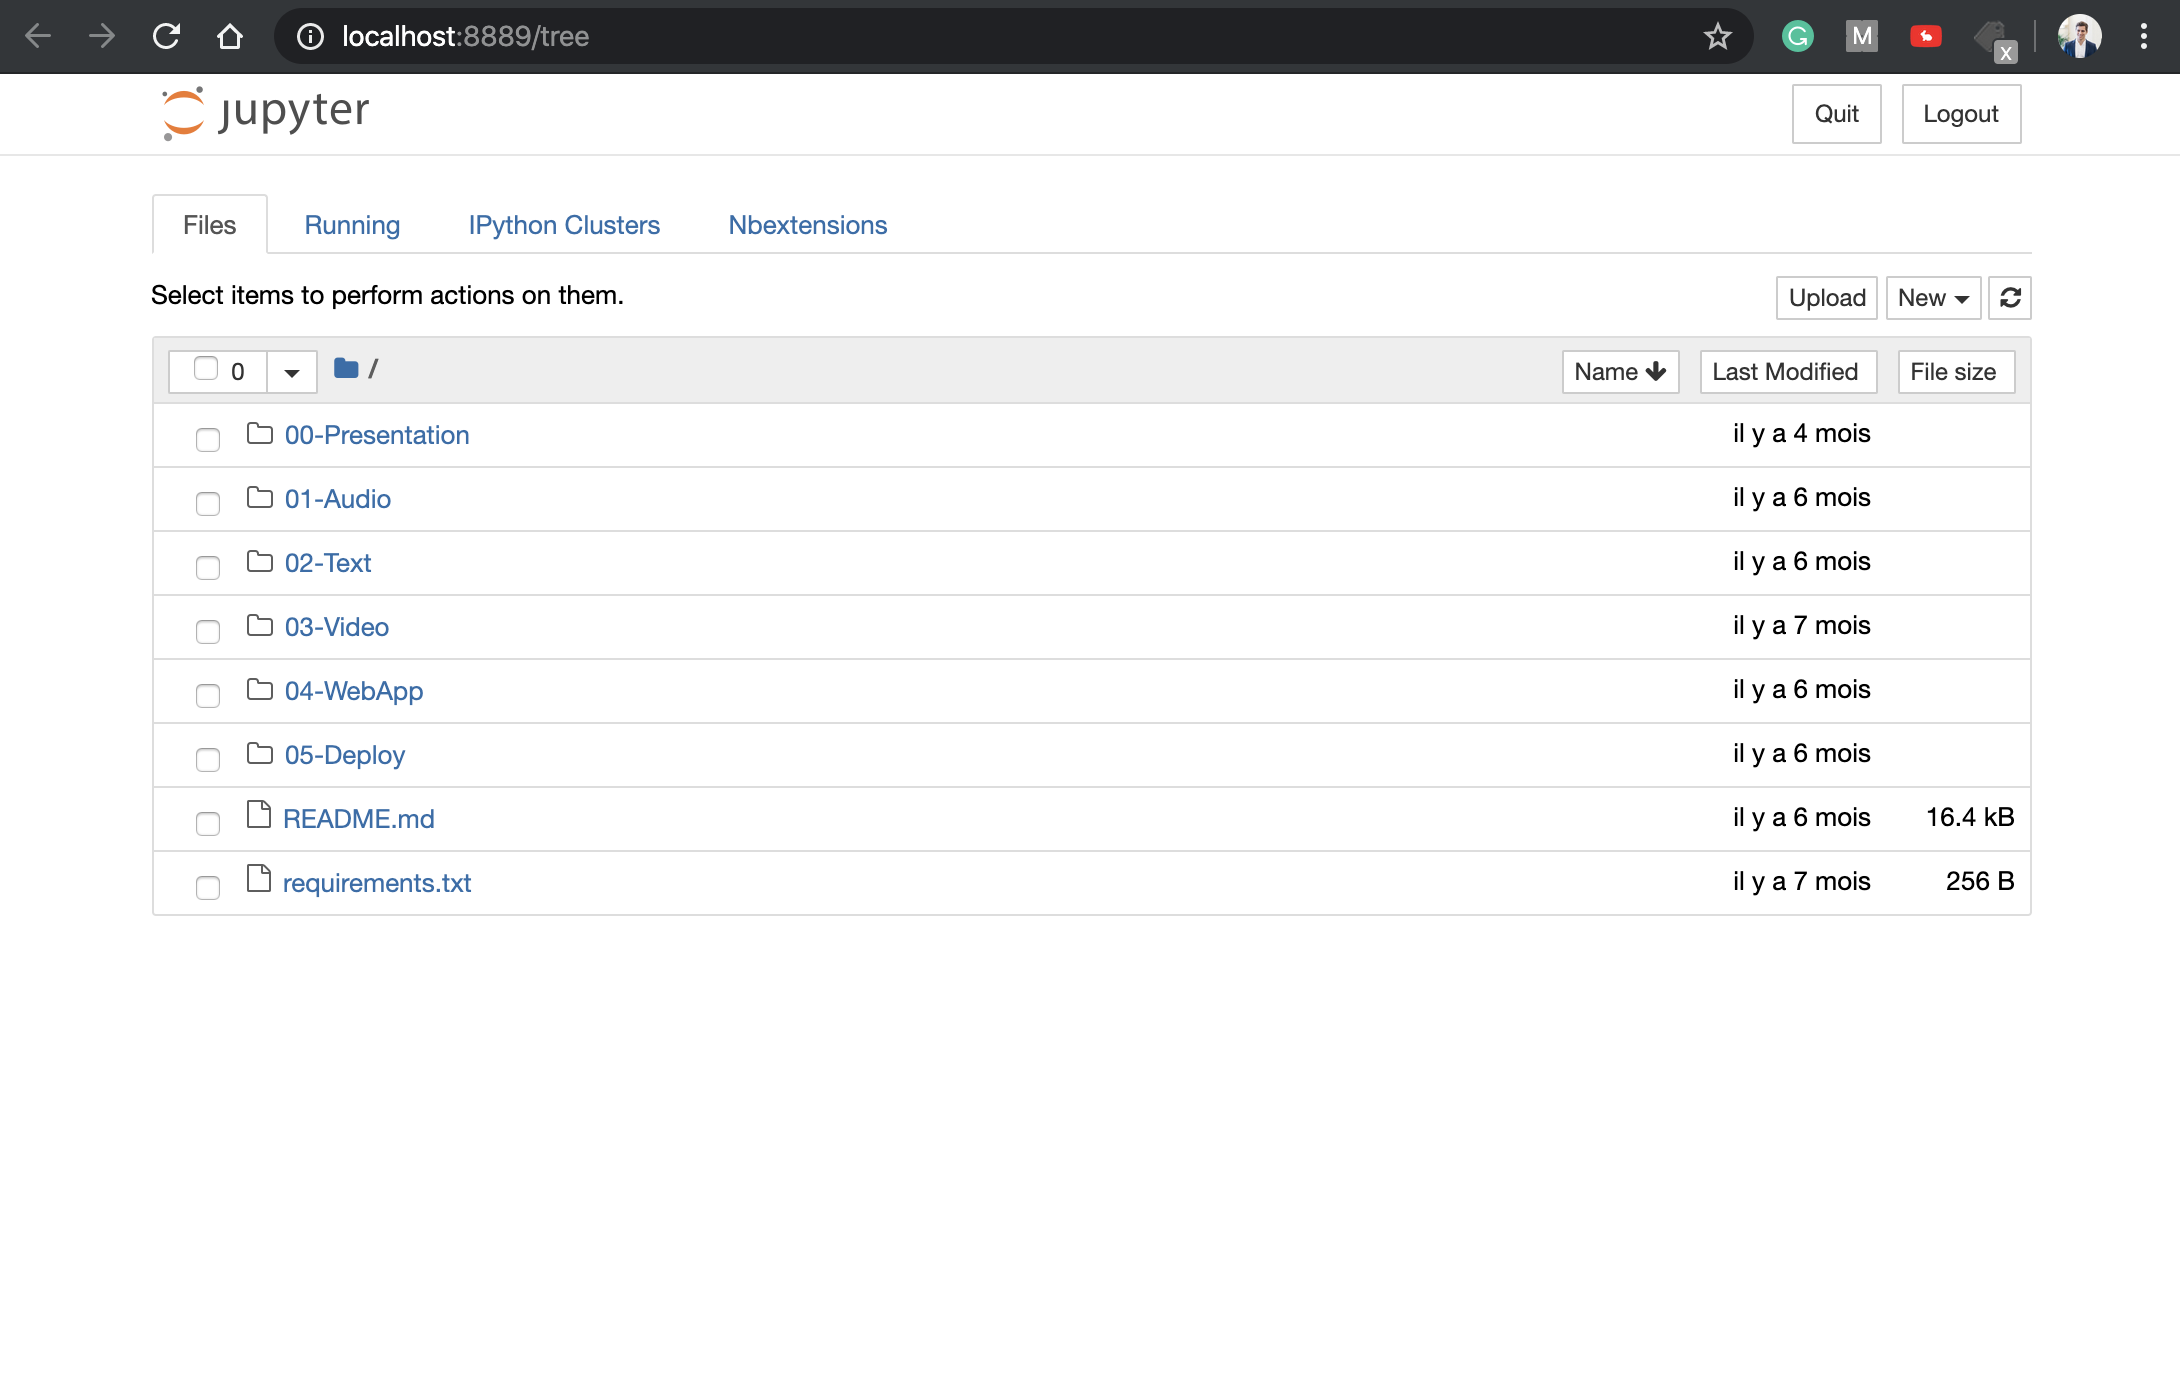 localhost:8889/tree
G M X
jupyter Quit Logout
Files Running IPython Clusters Nbextensions
Select items to perform actions on them. Upload New
0 / Name Last Modified File size
00-Presentation il y a 4 mois
01-Audio il y a 6 mois
02-Text il y a 6 mois
03-Video il y a 7 mois
04-WebApp il y a 6 mois
05-Deploy il y a 6 mois
README.md il y a 6 mois 16.4 kB
requirements.txt il y a 7 mois 256 B